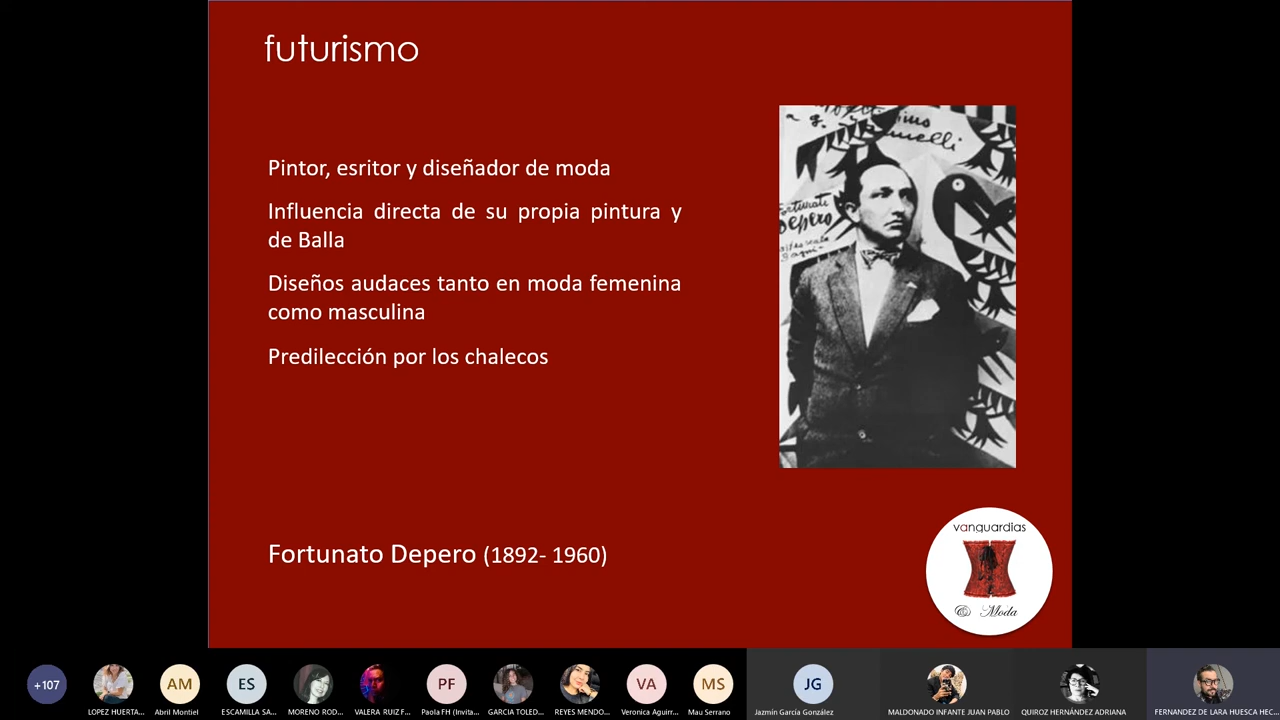 futurismo
Pintor, esritor y diseñador de moda
Influencia directa de su propia pintura y
de Balla
Diseños audaces tanto en moda femenina
como masculina
Predilección por los chalecos
Fortunato Depero (1892- 1960)
Fortunato
Depero
vanguardias
& Moda
+107
AM
ES
PF
VA
MS
JG
LOPEZ HUERTA...
Abril Montiel
ESCAMILLA SA...
MORENO ROD...
VALERA RUIZ F...
Paola FH (Invita...
GARCIA TOLED...
REYES MENDO...
Veronica Aguirr...
Mau Serrano
Jazmín García González
MALDONADO INFANTE JUAN PABLO
QUIROZ HERNÁNDEZ ADRIANA
FERNANDEZ DE LARA HUESCA HEC...